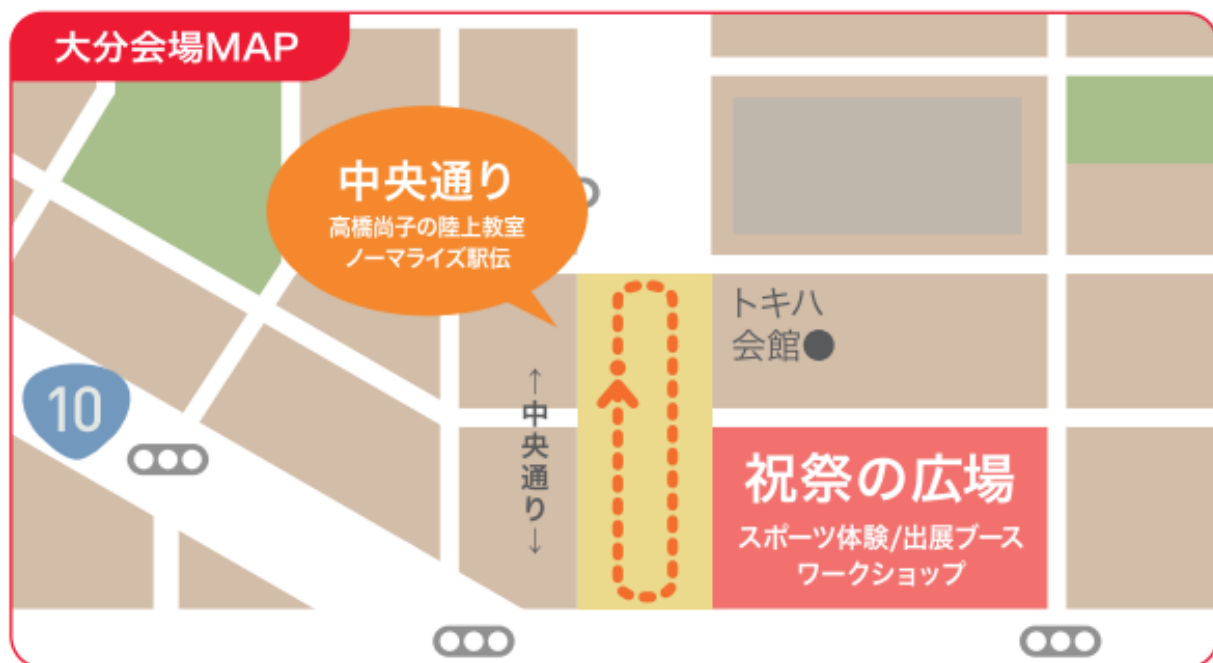 大分会場MAP
中央通り
高橋尚子の陸上教室
ノーマライズ駅伝
トキハ
会館●
10
←中央通り→
祝祭の広場
スポーツ体験/出展ブース
ワークショップ